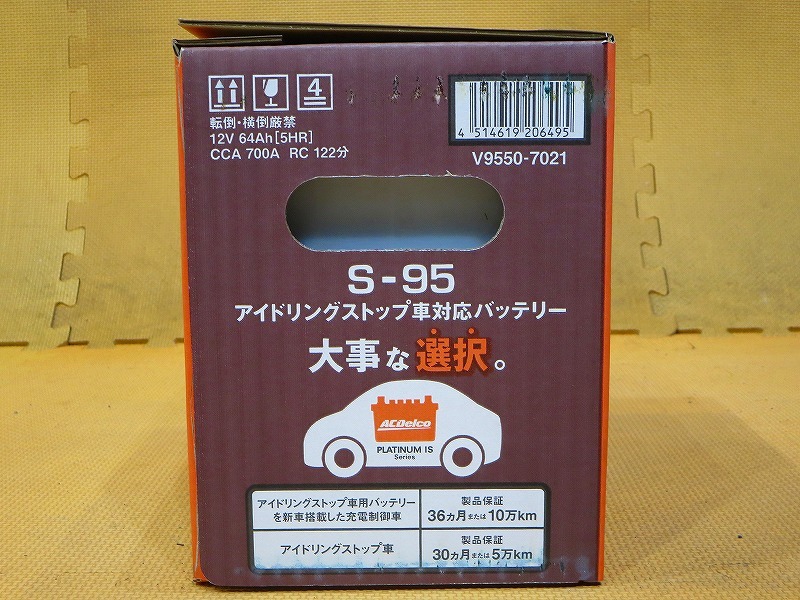 4
転倒・横倒厳禁
12V 64Ah[5HR]
CCA 700A RC 122分
4 514619 206495
V9550-7021
S-95
アイドリングストップ車対応バッテリー
大事な選択。
ACDelco
PLATINUM IS
Series
アイドリングストップ車用バッテリー
を新車搭載した充電制御車
製品保証
36ヵ月または10万km
アイドリングストップ車
製品保証
30ヵ月または5万km